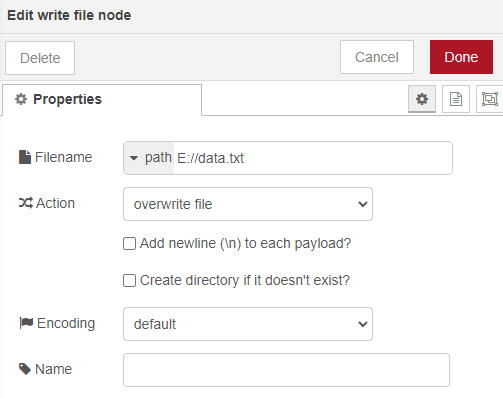 Edit write file node
Delete Cancel Done
Properties
Filename path E://data.txt
Action overwrite file
Add newline (\n) to each payload?
Create directory if it doesn't exist?
Encoding default
Name